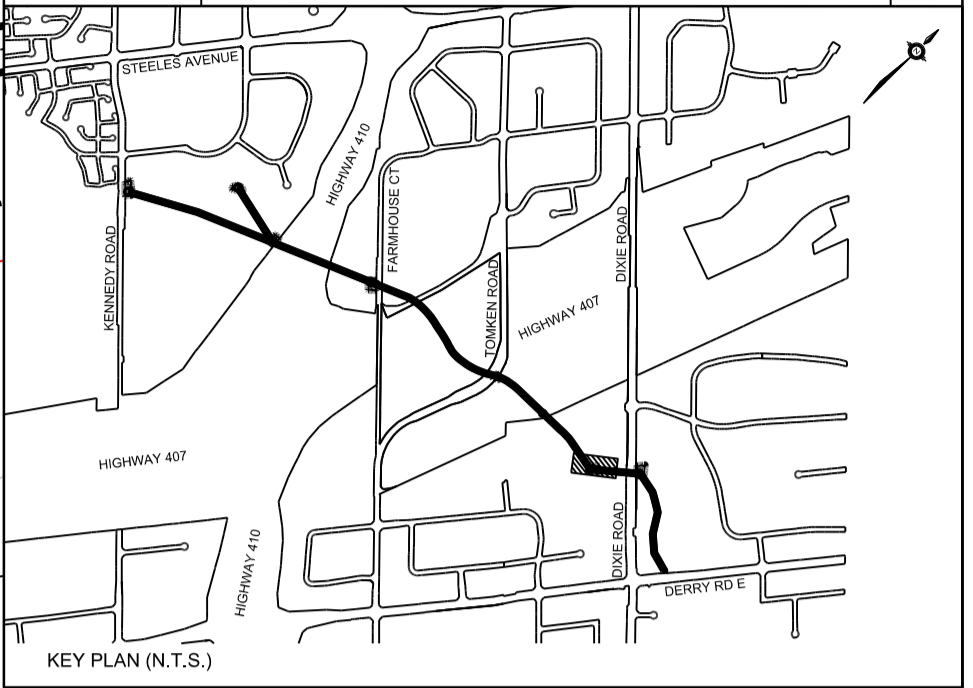 STEELES AVENUE
HIGHWAY 410
FARMHOUSE CT
KENNEDY ROAD
DIXIE ROAD
TOMKEN ROAD
HIGHWAY 407
HIGHWAY 407
HIGHWAY 410
DIXIE ROAD
DERRY RD E
KEY PLAN (N.T.S.)